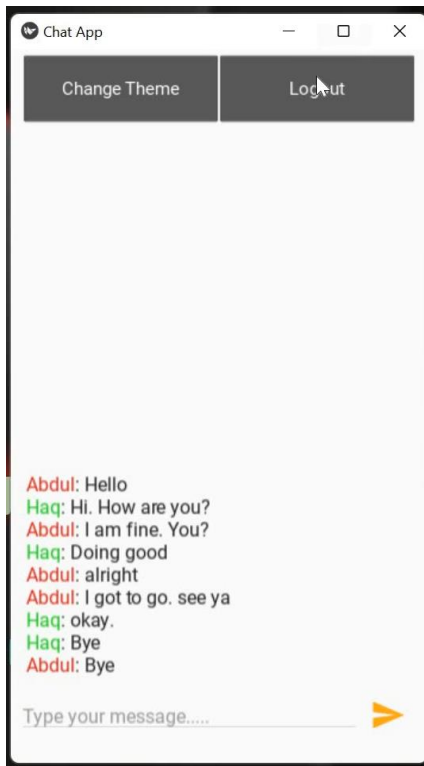 Chat App
Change Theme
Logout
Abdul: Hello
Haq: Hi. How are you?
Abdul: I am fine. You?
Haq: Doing good
Abdul: alright
Abdul: I got to go. see ya
Haq: okay.
Haq: Bye
Abdul: Bye
Type your message.....